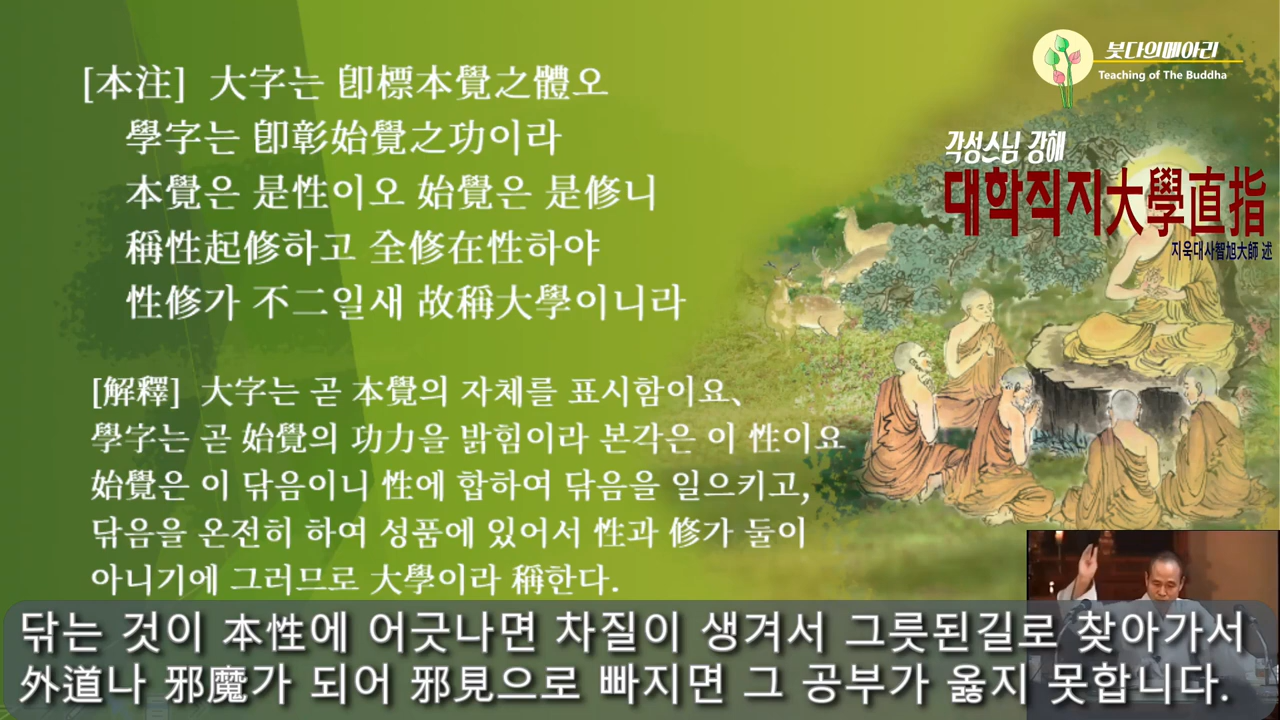 [本注] 大字는 卽標本覺之體오
學字는 卽彰始覺之功이라
本覺은 是性이오 始覺은 是修니
稱性起修하고 全修在性하야
性修가 不二일새 故稱大學이니라
[解釋] 大字는 곧 本覺의 자체를 표시함이요、
學字는 곧 始覺의 功力을 밝힘이라 본각은 이 性이요
始覺은 이 닦음이니 性에 합하여 닦음을 일으키고,
닦음을 온전히 하여 성품에 있어서 性과 修가 둘이
아니기에 그러므로 大學이라 稱한다.
붓다의메아리
Teaching of The Buddha
각성스님 강해
대학직지大學直指
지욱대사智旭大師 述
닦는 것이 本性에 어긋나면 차질이 생겨서 그릇된길로 찾아가서
外道나 邪魔가 되어 邪見으로 빠지면 그 공부가 옳지 못합니다.